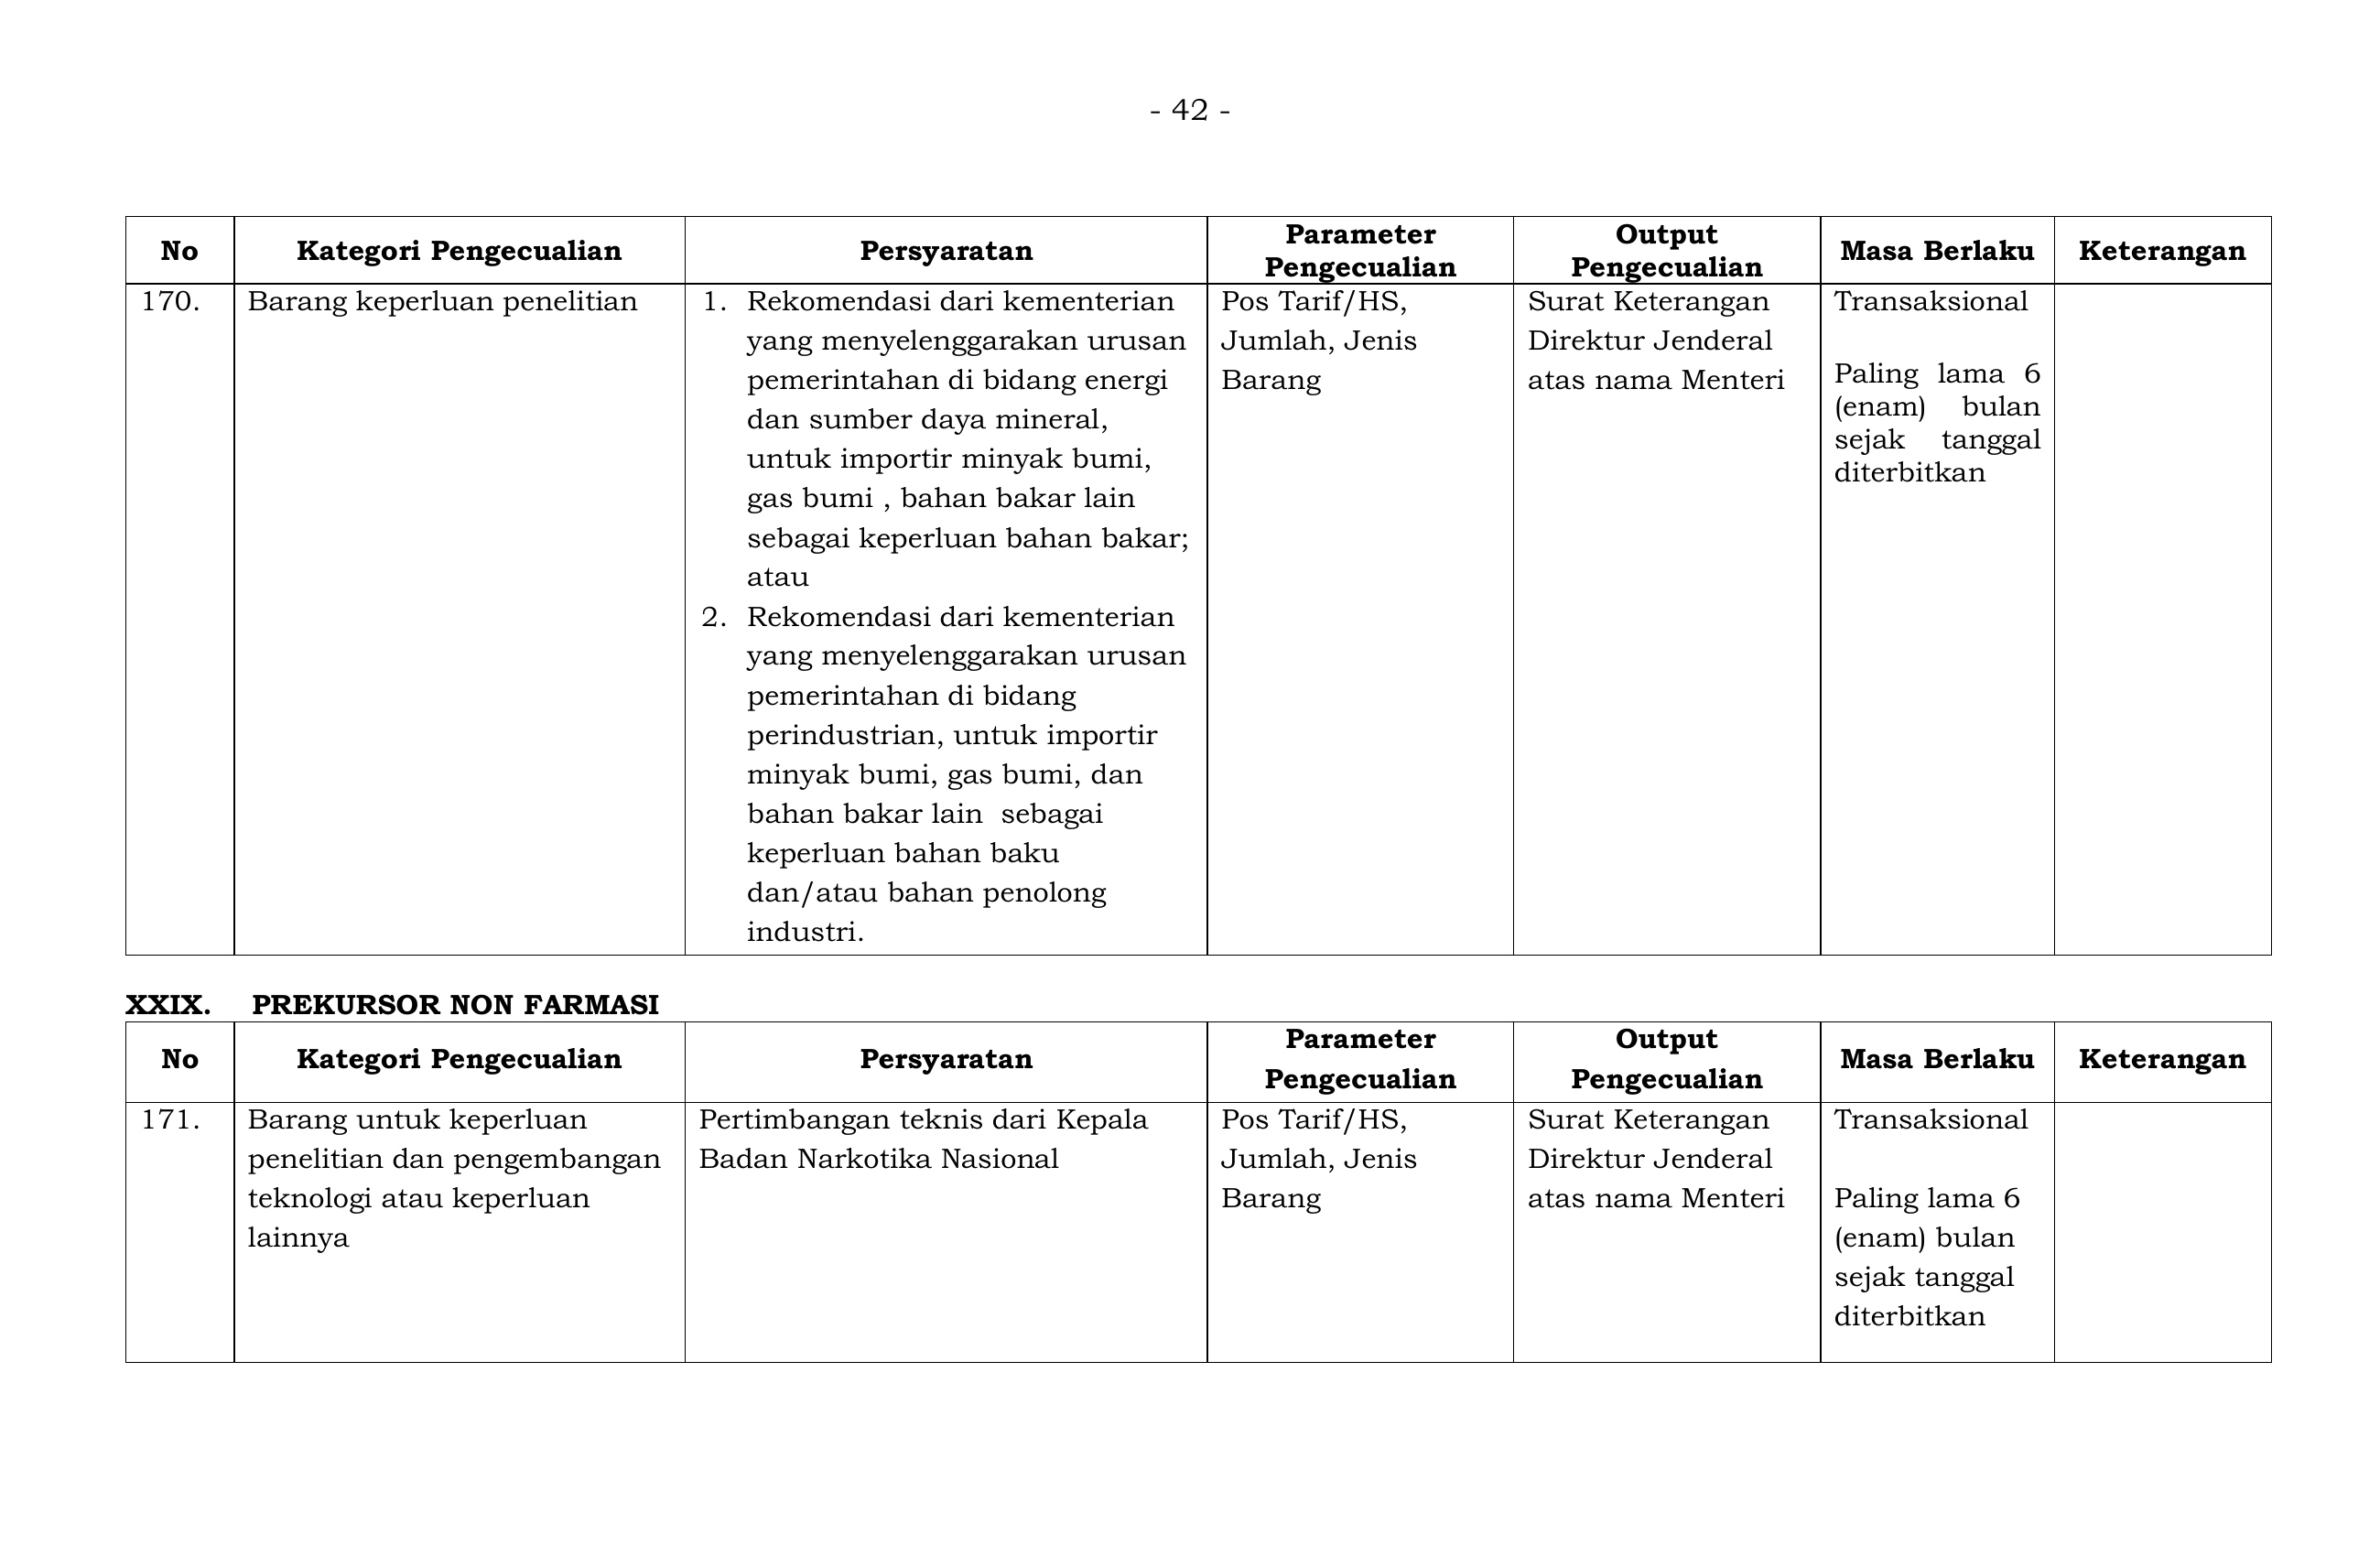 - 42 -
No
Kategori Pengecualian
Persyaratan
Parameter
Pengecualian
Output
Pengecualian
Masa Berlaku
Keterangan
170.
Barang keperluan penelitian
1. Rekomendasi dari kementerian
yang menyelenggarakan urusan
pemerintahan di bidang energi
dan sumber daya mineral,
untuk importir minyak bumi,
gas bumi , bahan bakar lain
sebagai keperluan bahan bakar;
atau
2. Rekomendasi dari kementerian
yang menyelenggarakan urusan
pemerintahan di bidang
perindustrian, untuk importir
minyak bumi, gas bumi, dan
bahan bakar lain  sebagai
keperluan bahan baku
dan/atau bahan penolong
industri.
Pos Tarif/HS,
Jumlah, Jenis
Barang
Surat Keterangan
Direktur Jenderal
atas nama Menteri
Transaksional
Paling lama 6
(enam) bulan
sejak tanggal
diterbitkan
XXIX. PREKURSOR NON FARMASI
No
Kategori Pengecualian
Persyaratan
Parameter
Pengecualian
Output
Pengecualian
Masa Berlaku
Keterangan
171.
Barang untuk keperluan
penelitian dan pengembangan
teknologi atau keperluan
lainnya
Pertimbangan teknis dari Kepala
Badan Narkotika Nasional
Pos Tarif/HS,
Jumlah, Jenis
Barang
Surat Keterangan
Direktur Jenderal
atas nama Menteri
Transaksional
Paling lama 6
(enam) bulan
sejak tanggal
diterbitkan